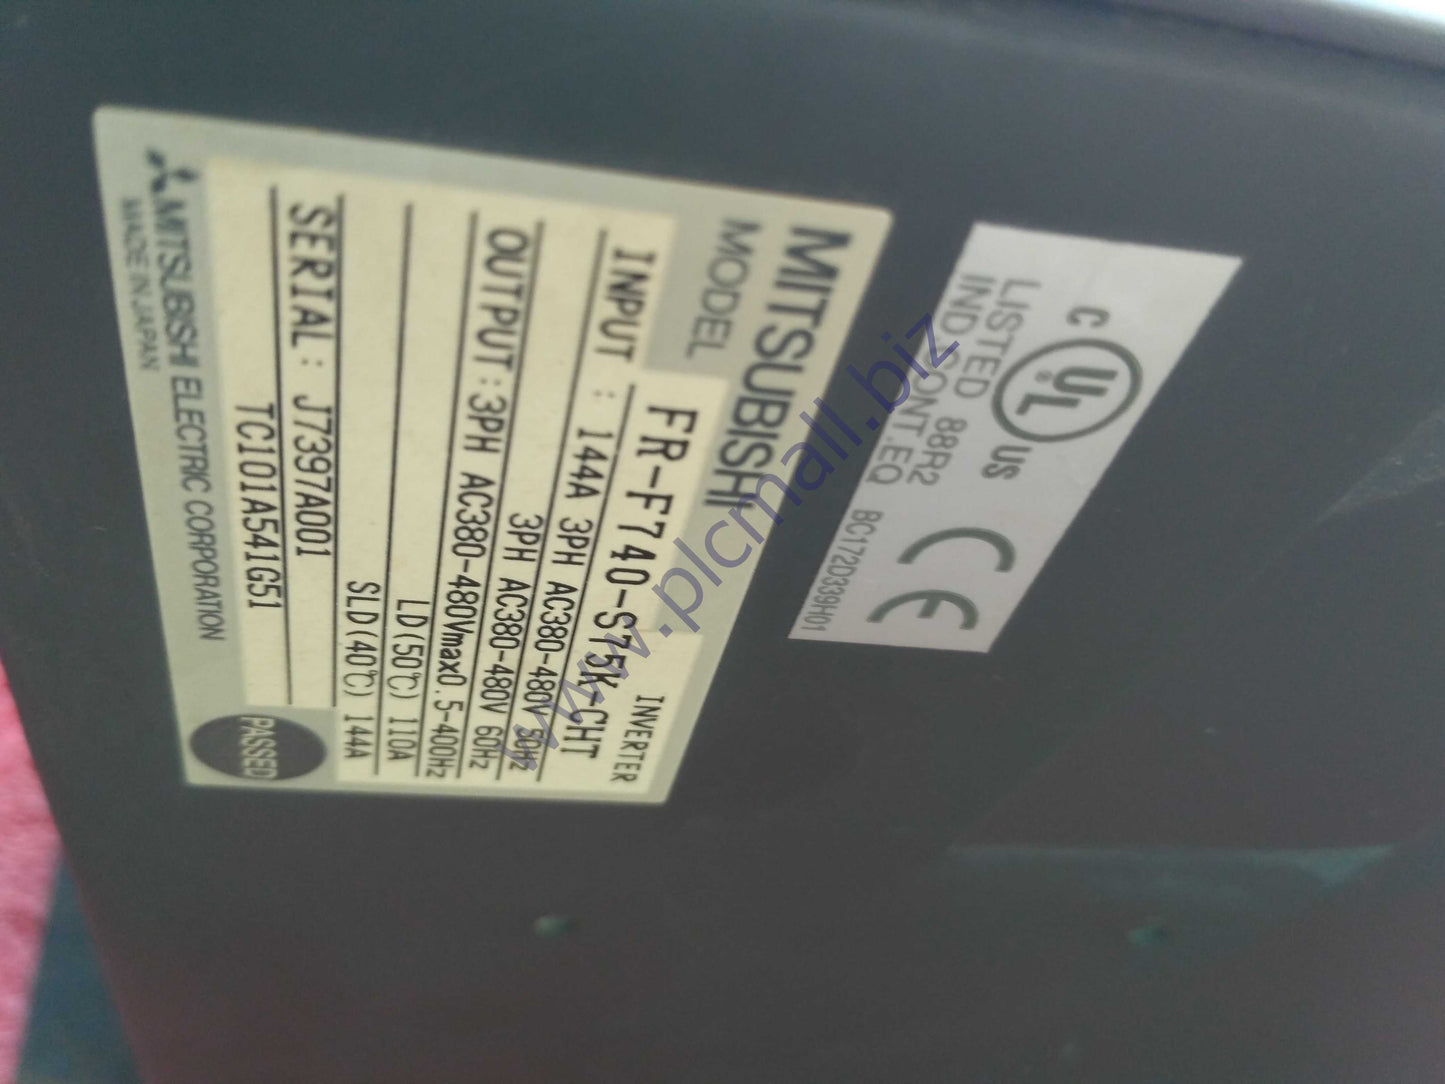 MITSUBISHI
MODEL INVERTER
FR-F740-S75K-CHT
INPUT : 144A 3PH AC380-480V 50Hz
3PH AC380-480V 60Hz
OUTPUT:3PH AC380-480Vmax0.5-400Hz
LD(50℃) 110A
SLD(40℃) 144A
SERIAL: J7397A001
TC101A541G51
PASSED
MITSUBISHI ELECTRIC CORPORATION
MADE IN JAPAN
C UL US
CE
LISTED 88R2
IND.CONT.EQ
BC172D339H01
www.plcmall.biz